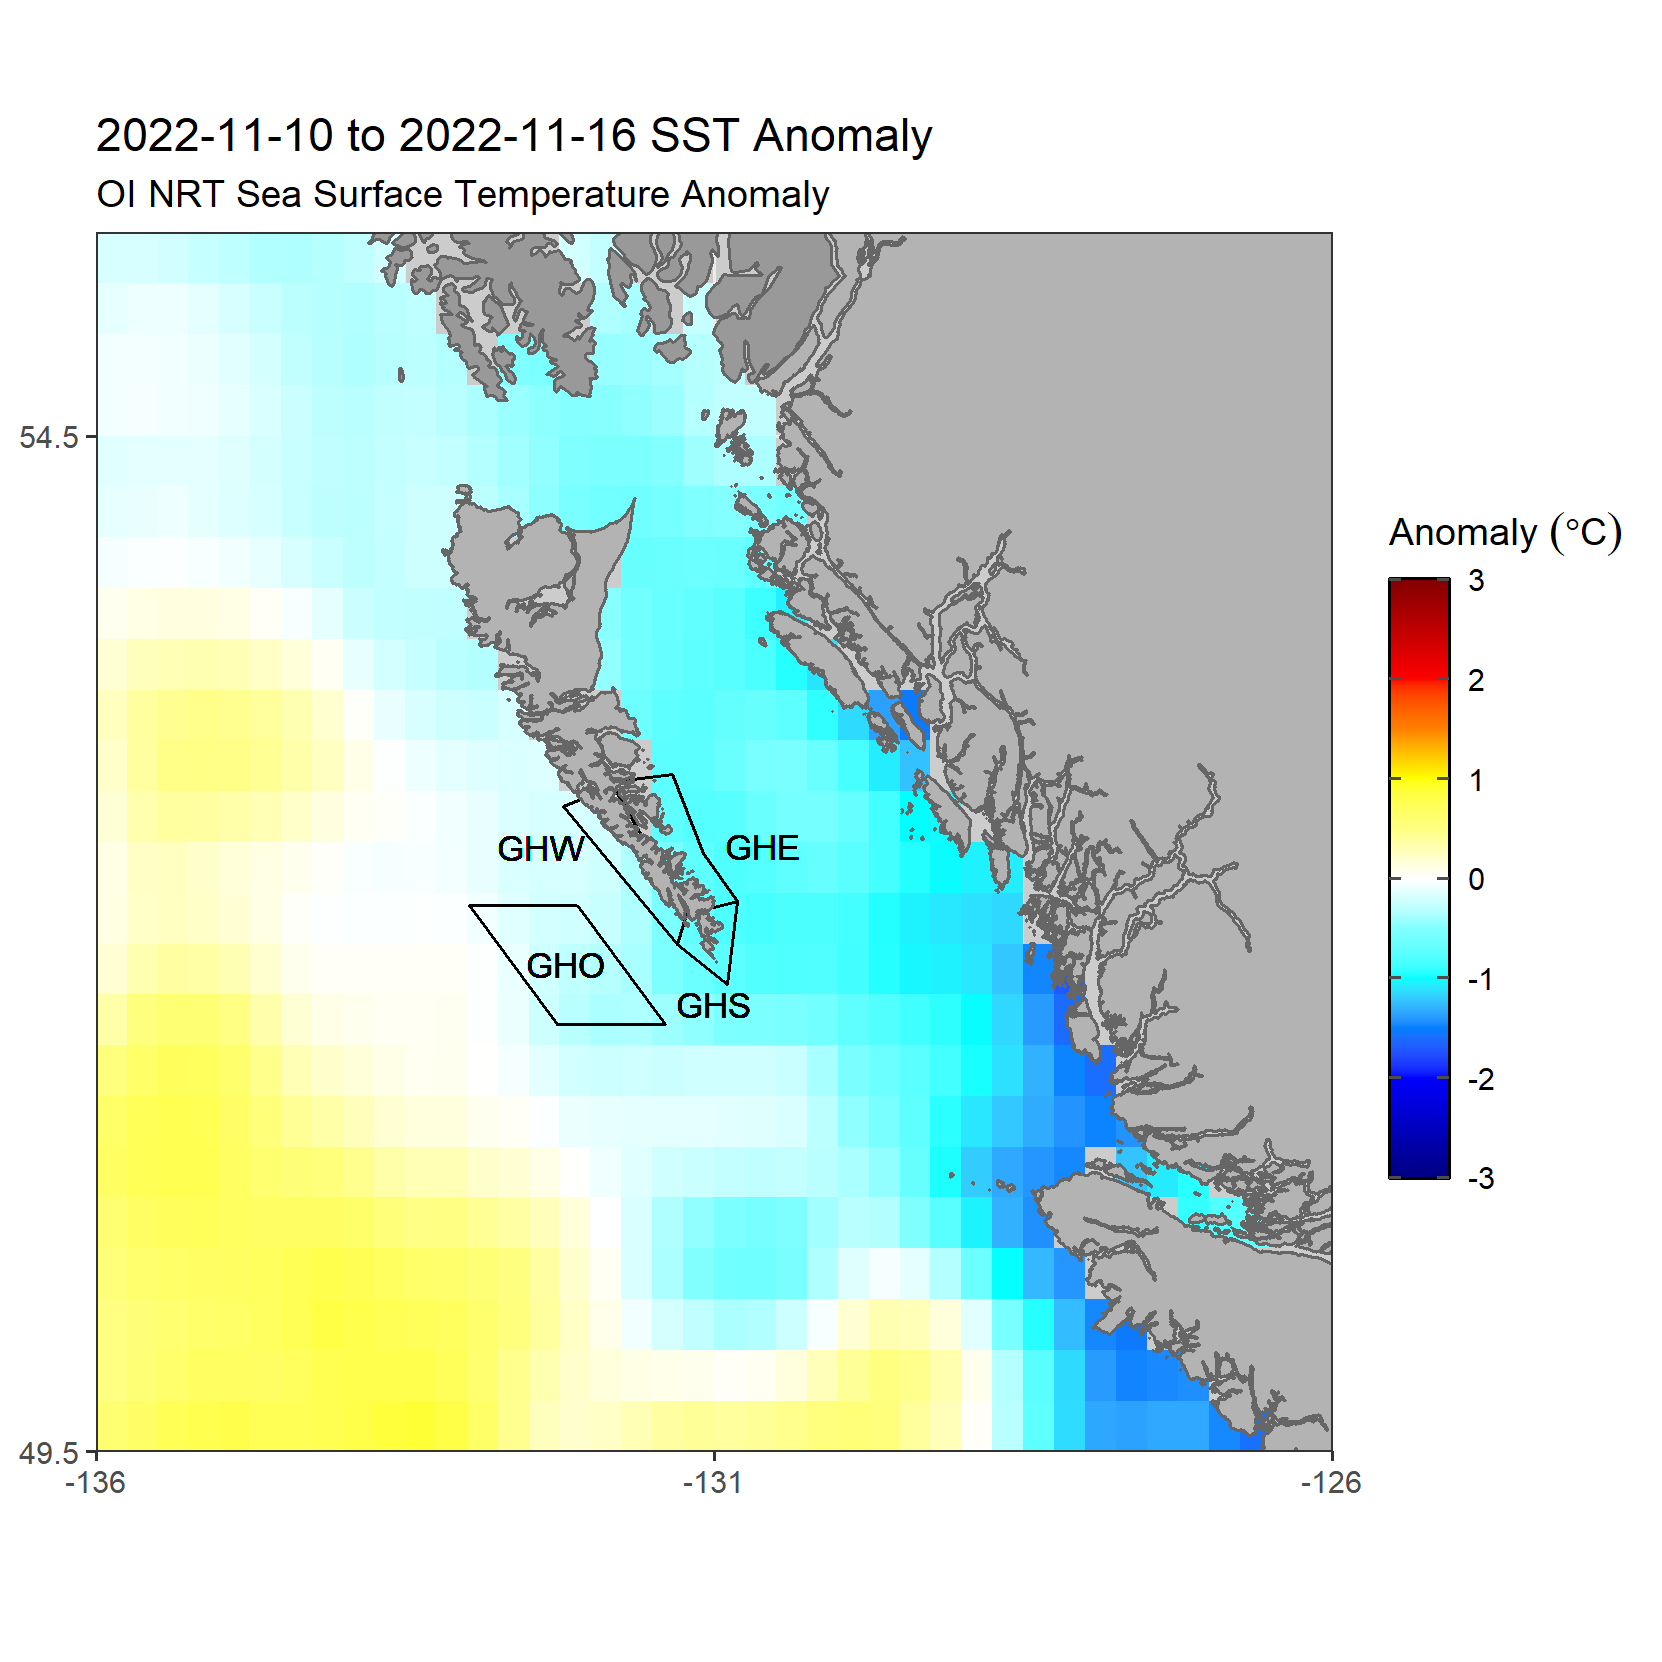 2022-11-10 to 2022-11-16 SST Anomaly
OI NRT Sea Surface Temperature Anomaly
54.5
49.5
-136
-131
-126
GHW
GHE
GHO
GHS
Anomaly (°C)
3
2
1
0
-1
-2
-3